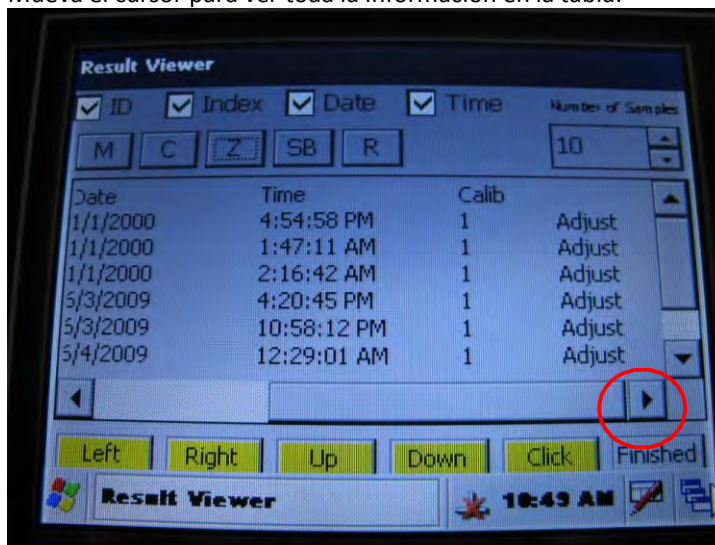 Mueva el cursor para ver toda la información en la tabla.
Result Viewer
ID Index Date Time Number of Samples
M C Z SB R 10
Date Time Calib
1/1/2000 4:54:58 PM 1 Adjust
1/1/2000 1:47:11 AM 1 Adjust
1/1/2000 2:16:42 AM 1 Adjust
5/3/2009 4:20:45 PM 1 Adjust
5/3/2009 10:58:12 PM 1 Adjust
5/4/2009 12:29:01 AM 1 Adjust
Left Right Up Down Click Finished
Result Viewer 10:49 AM